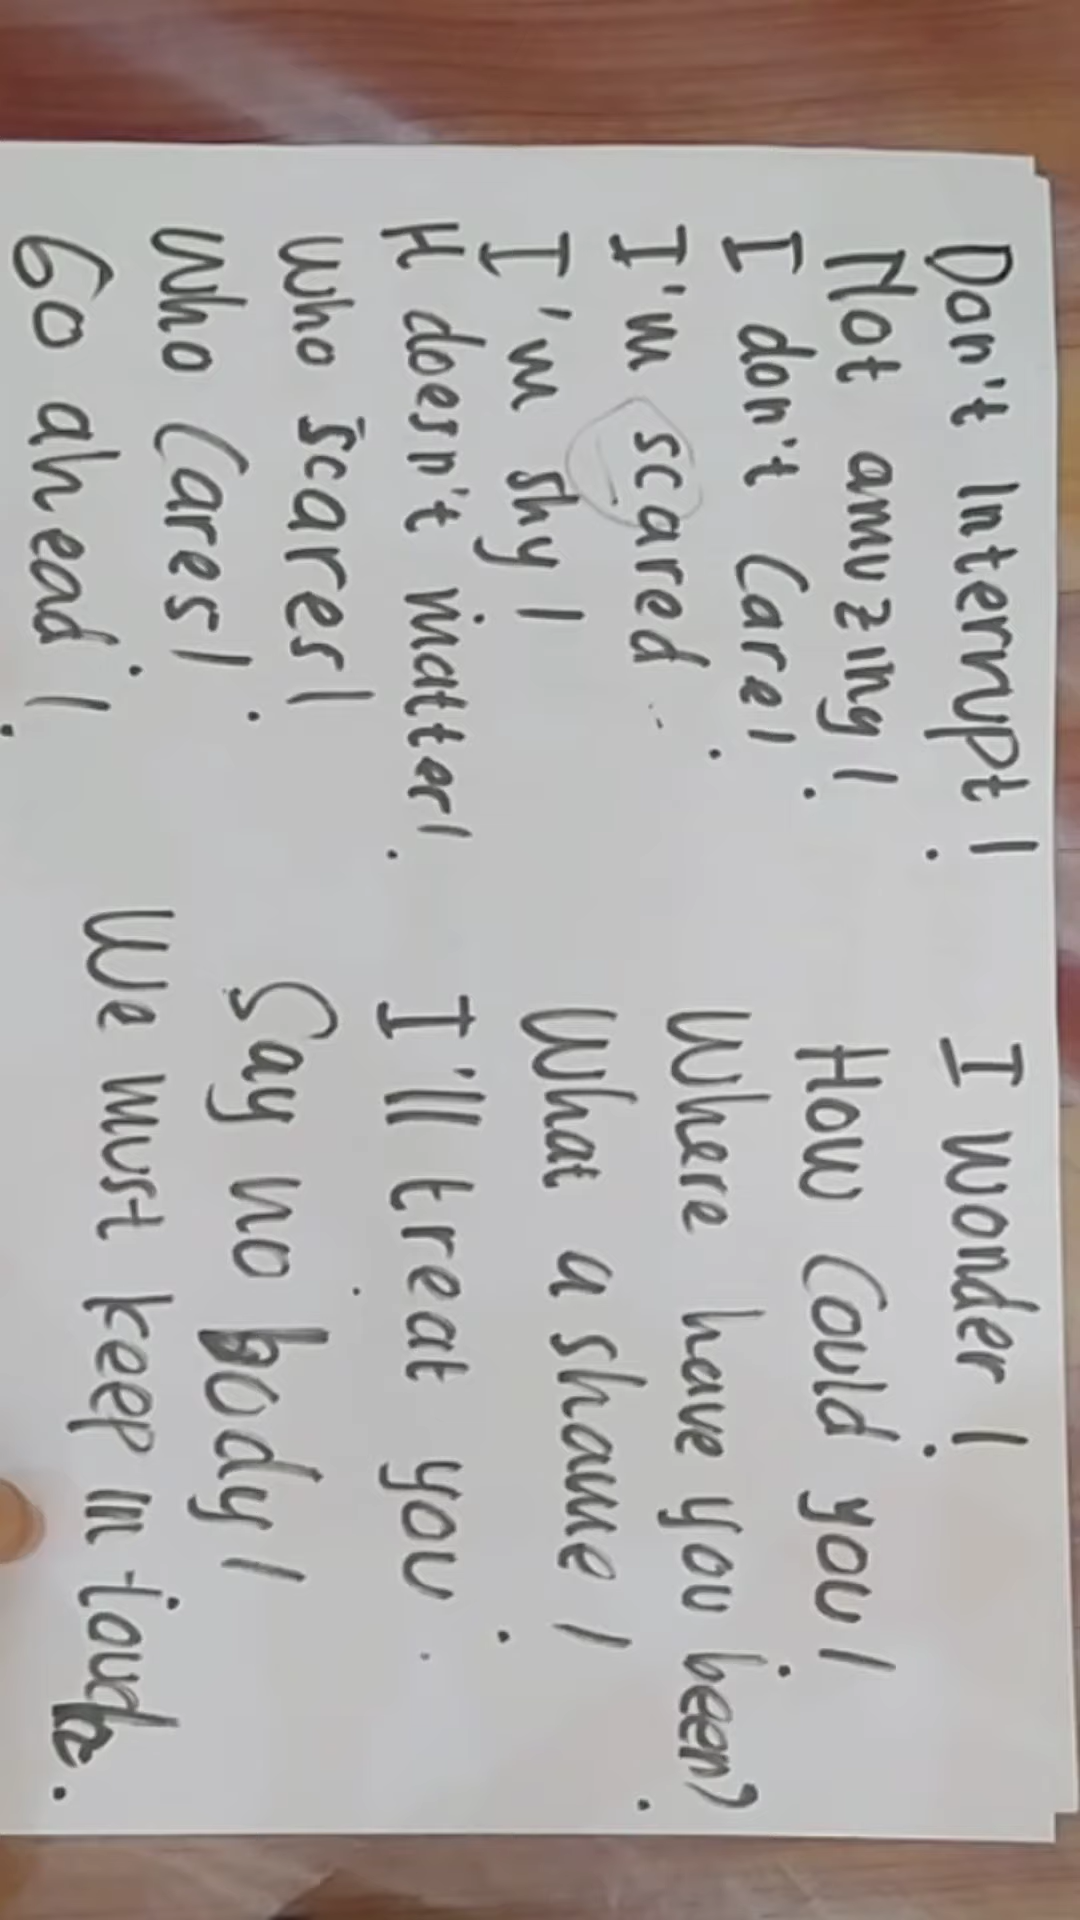 Don't Interrupt!
Not amuzing!
I don't Care!
I'm scared..
I'm shy!
It doesn't matter!
Who scares!
Who Cares!
Go ahead!
I wonder!
How Could you!
Where have you been?
What a shame!
I'll treat you.
Say no body!
We must keep in